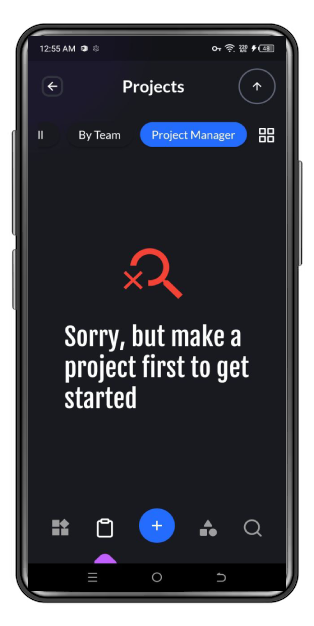 12:55 AM
Projects
ll
By Team
Project Manager
Sorry, but make a
project first to get
started